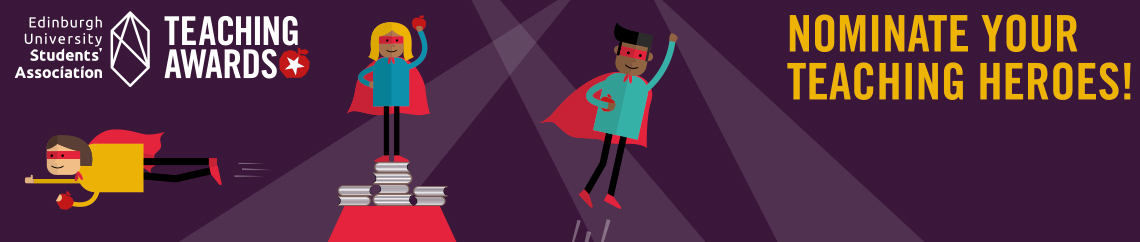 Edinburgh
University
Students'
Association
TEACHING
AWARDS
NOMINATE YOUR
TEACHING HEROES!